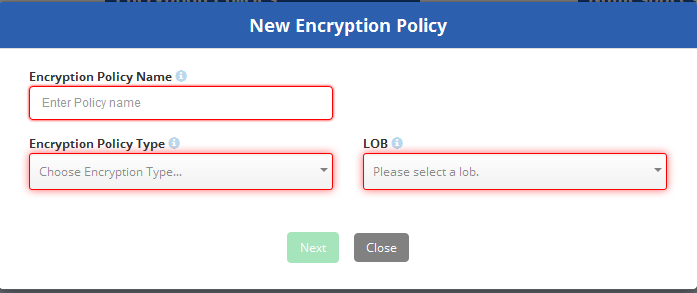 New Encryption Policy
Encryption Policy Name
Enter Policy name
Encryption Policy Type
LOB
Choose Encryption Type...
Please select a lob.
Next
Close